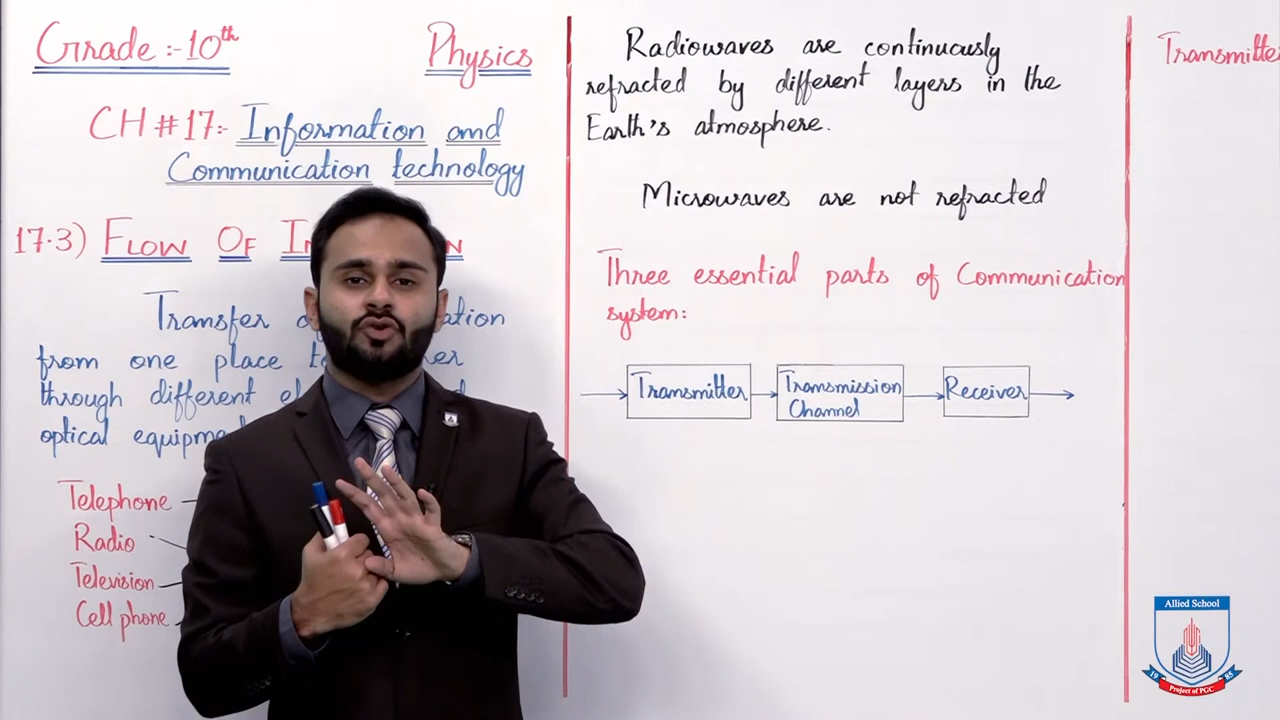 Grade :- 10th
Physics
CH # 17:- Information and
Communication technology
17.3) FLOW OF
Transfer
from one place
through different
optical
Telephone
Radio
Television
Cell phone
Radiowaves are continuously
refracted by different layers in the
Earth's atmosphere.
Microwaves are not refracted
Three essential parts of Communication
system:
Transmitter
Transmission
Channel
Receiver
Transmitter
Allied School
1985
Project of PGC